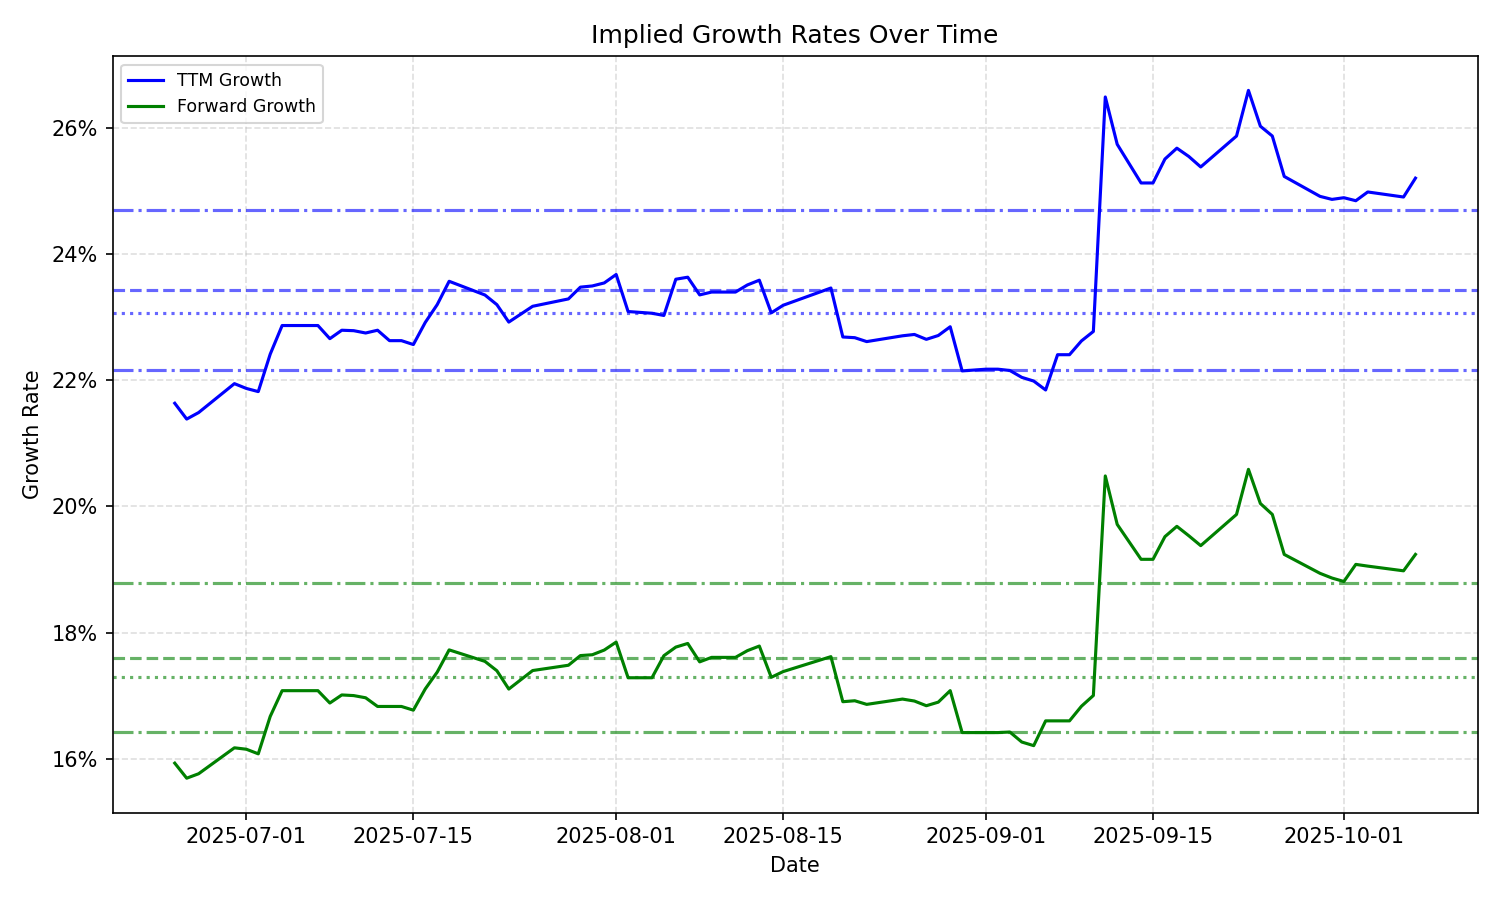 Implied Growth Rates Over Time
TTM Growth
Forward Growth
26%
24%
22%
20%
18%
16%
Growth Rate
2025-07-01
2025-07-15
2025-08-01
2025-08-15
2025-09-01
2025-09-15
2025-10-01
Date